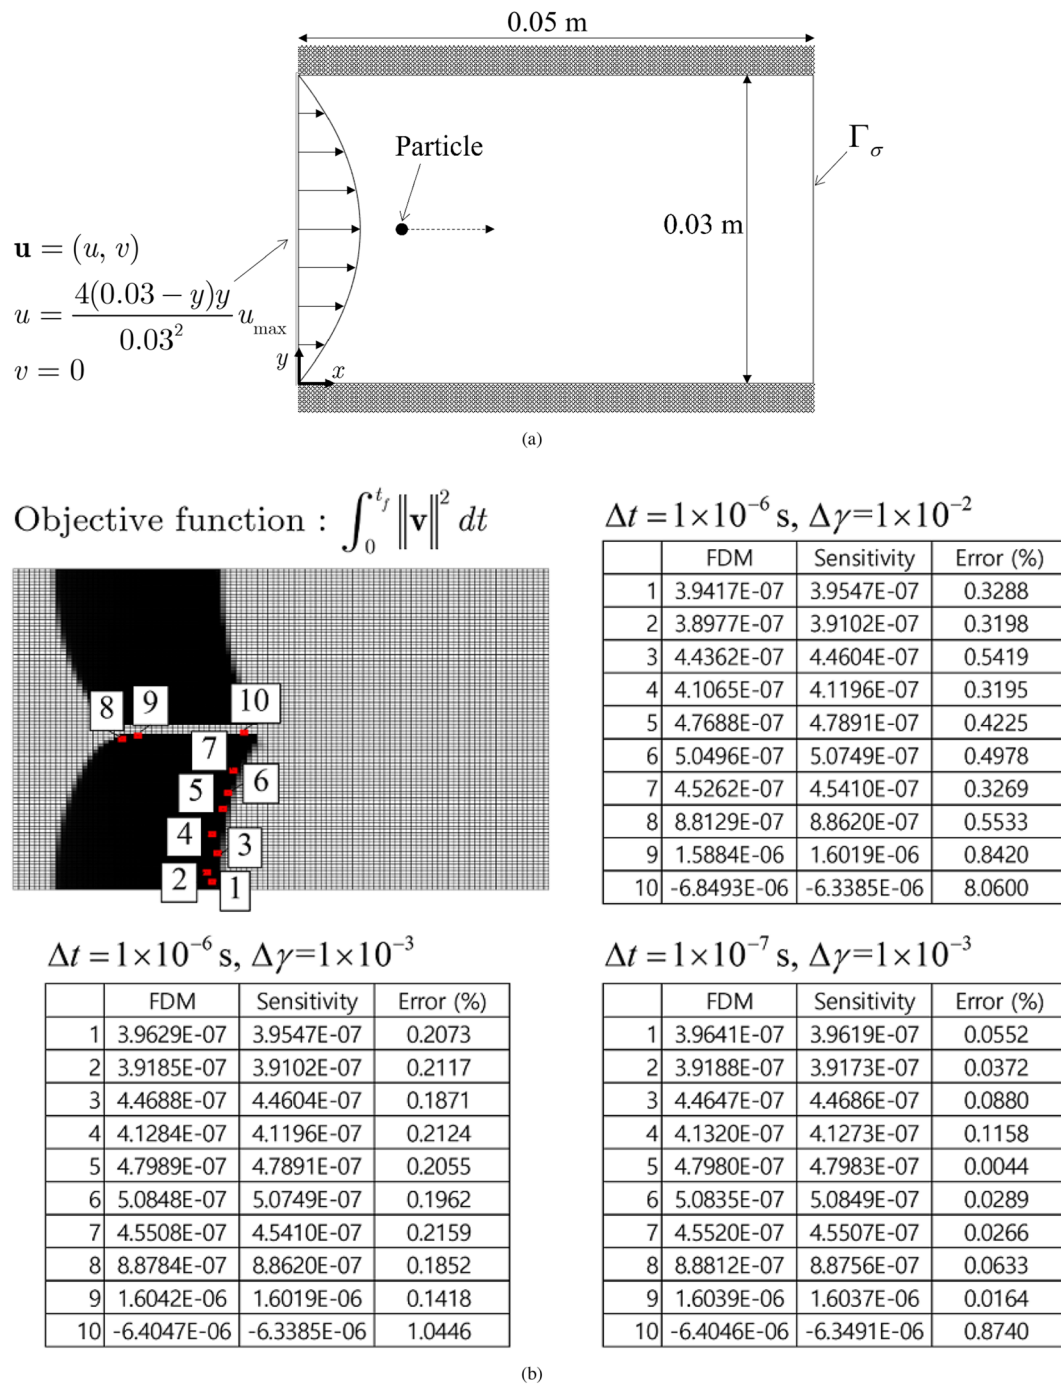 0.05 m
Particle
Γσ
0.03 m
u = (u, v)
u = 4(0.03 − y)y / 0.03² u_max
v = 0
y
x
(a)
Objective function : ∫₀^{t_f} ‖v‖² dt
8
9
10
7
6
5
4
3
2
1
Δt = 1×10⁻⁶ s, Δγ=1×10⁻²
FDM Sensitivity Error (%)
1 3.9417E-07 3.9547E-07 0.3288
2 3.8977E-07 3.9102E-07 0.3198
3 4.4362E-07 4.4604E-07 0.5419
4 4.1065E-07 4.1196E-07 0.3195
5 4.7688E-07 4.7891E-07 0.4225
6 5.0496E-07 5.0749E-07 0.4978
7 4.5262E-07 4.5410E-07 0.3269
8 8.8129E-07 8.8620E-07 0.5533
9 1.5884E-06 1.6019E-06 0.8420
10 -6.8493E-06 -6.3385E-06 8.0600
Δt = 1×10⁻⁶ s, Δγ=1×10⁻³
FDM Sensitivity Error (%)
1 3.9629E-07 3.9547E-07 0.2073
2 3.9185E-07 3.9102E-07 0.2117
3 4.4688E-07 4.4604E-07 0.1871
4 4.1284E-07 4.1196E-07 0.2124
5 4.7989E-07 4.7891E-07 0.2055
6 5.0848E-07 5.0749E-07 0.1962
7 4.5508E-07 4.5410E-07 0.2159
8 8.8784E-07 8.8620E-07 0.1852
9 1.6042E-06 1.6019E-06 0.1418
10 -6.4047E-06 -6.3385E-06 1.0446
Δt = 1×10⁻⁷ s, Δγ=1×10⁻³
FDM Sensitivity Error (%)
1 3.9641E-07 3.9619E-07 0.0552
2 3.9188E-07 3.9173E-07 0.0372
3 4.4647E-07 4.4686E-07 0.0880
4 4.1320E-07 4.1273E-07 0.1158
5 4.7980E-07 4.7983E-07 0.0044
6 5.0835E-07 5.0849E-07 0.0289
7 4.5520E-07 4.5507E-07 0.0266
8 8.8812E-07 8.8756E-07 0.0633
9 1.6039E-06 1.6037E-06 0.0164
10 -6.4046E-06 -6.3491E-06 0.8740
(b)